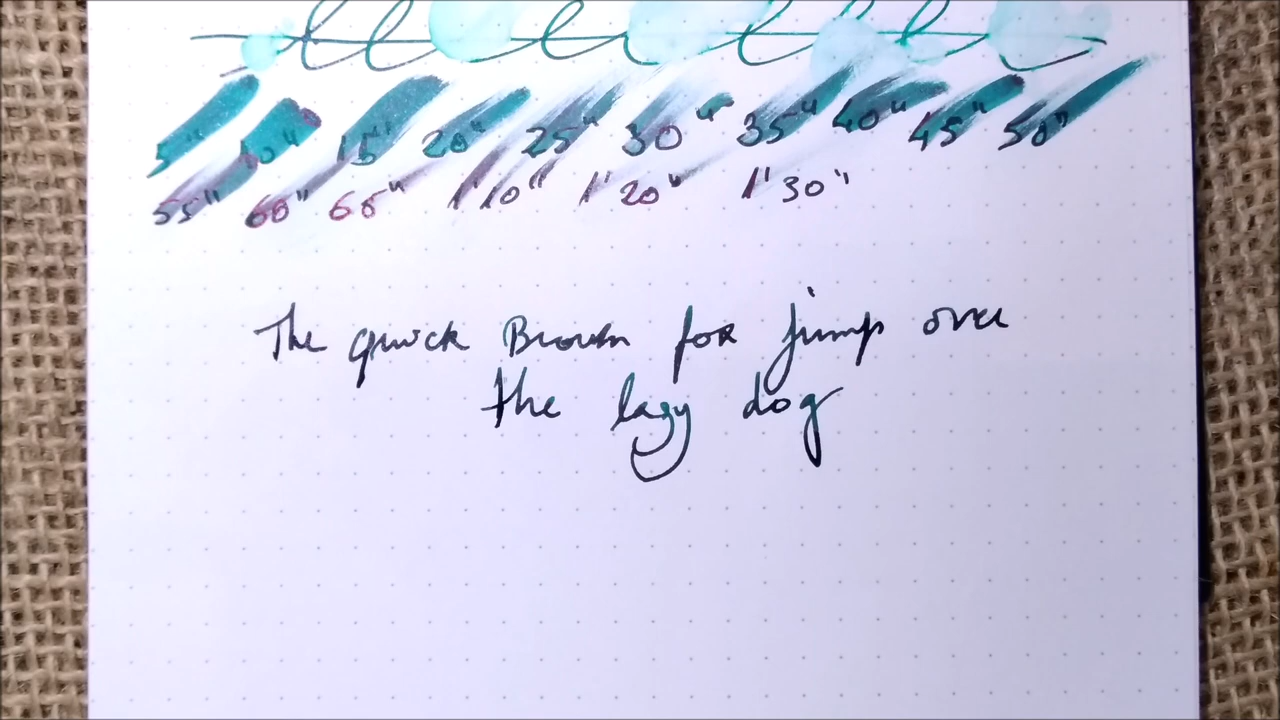 5" 10" 15" 20" 25" 30" 35" 40" 45" 50"
55" 60" 65" 1'10" 1'20" 1'30"
The quick Brown fox jump over
the lazy dog